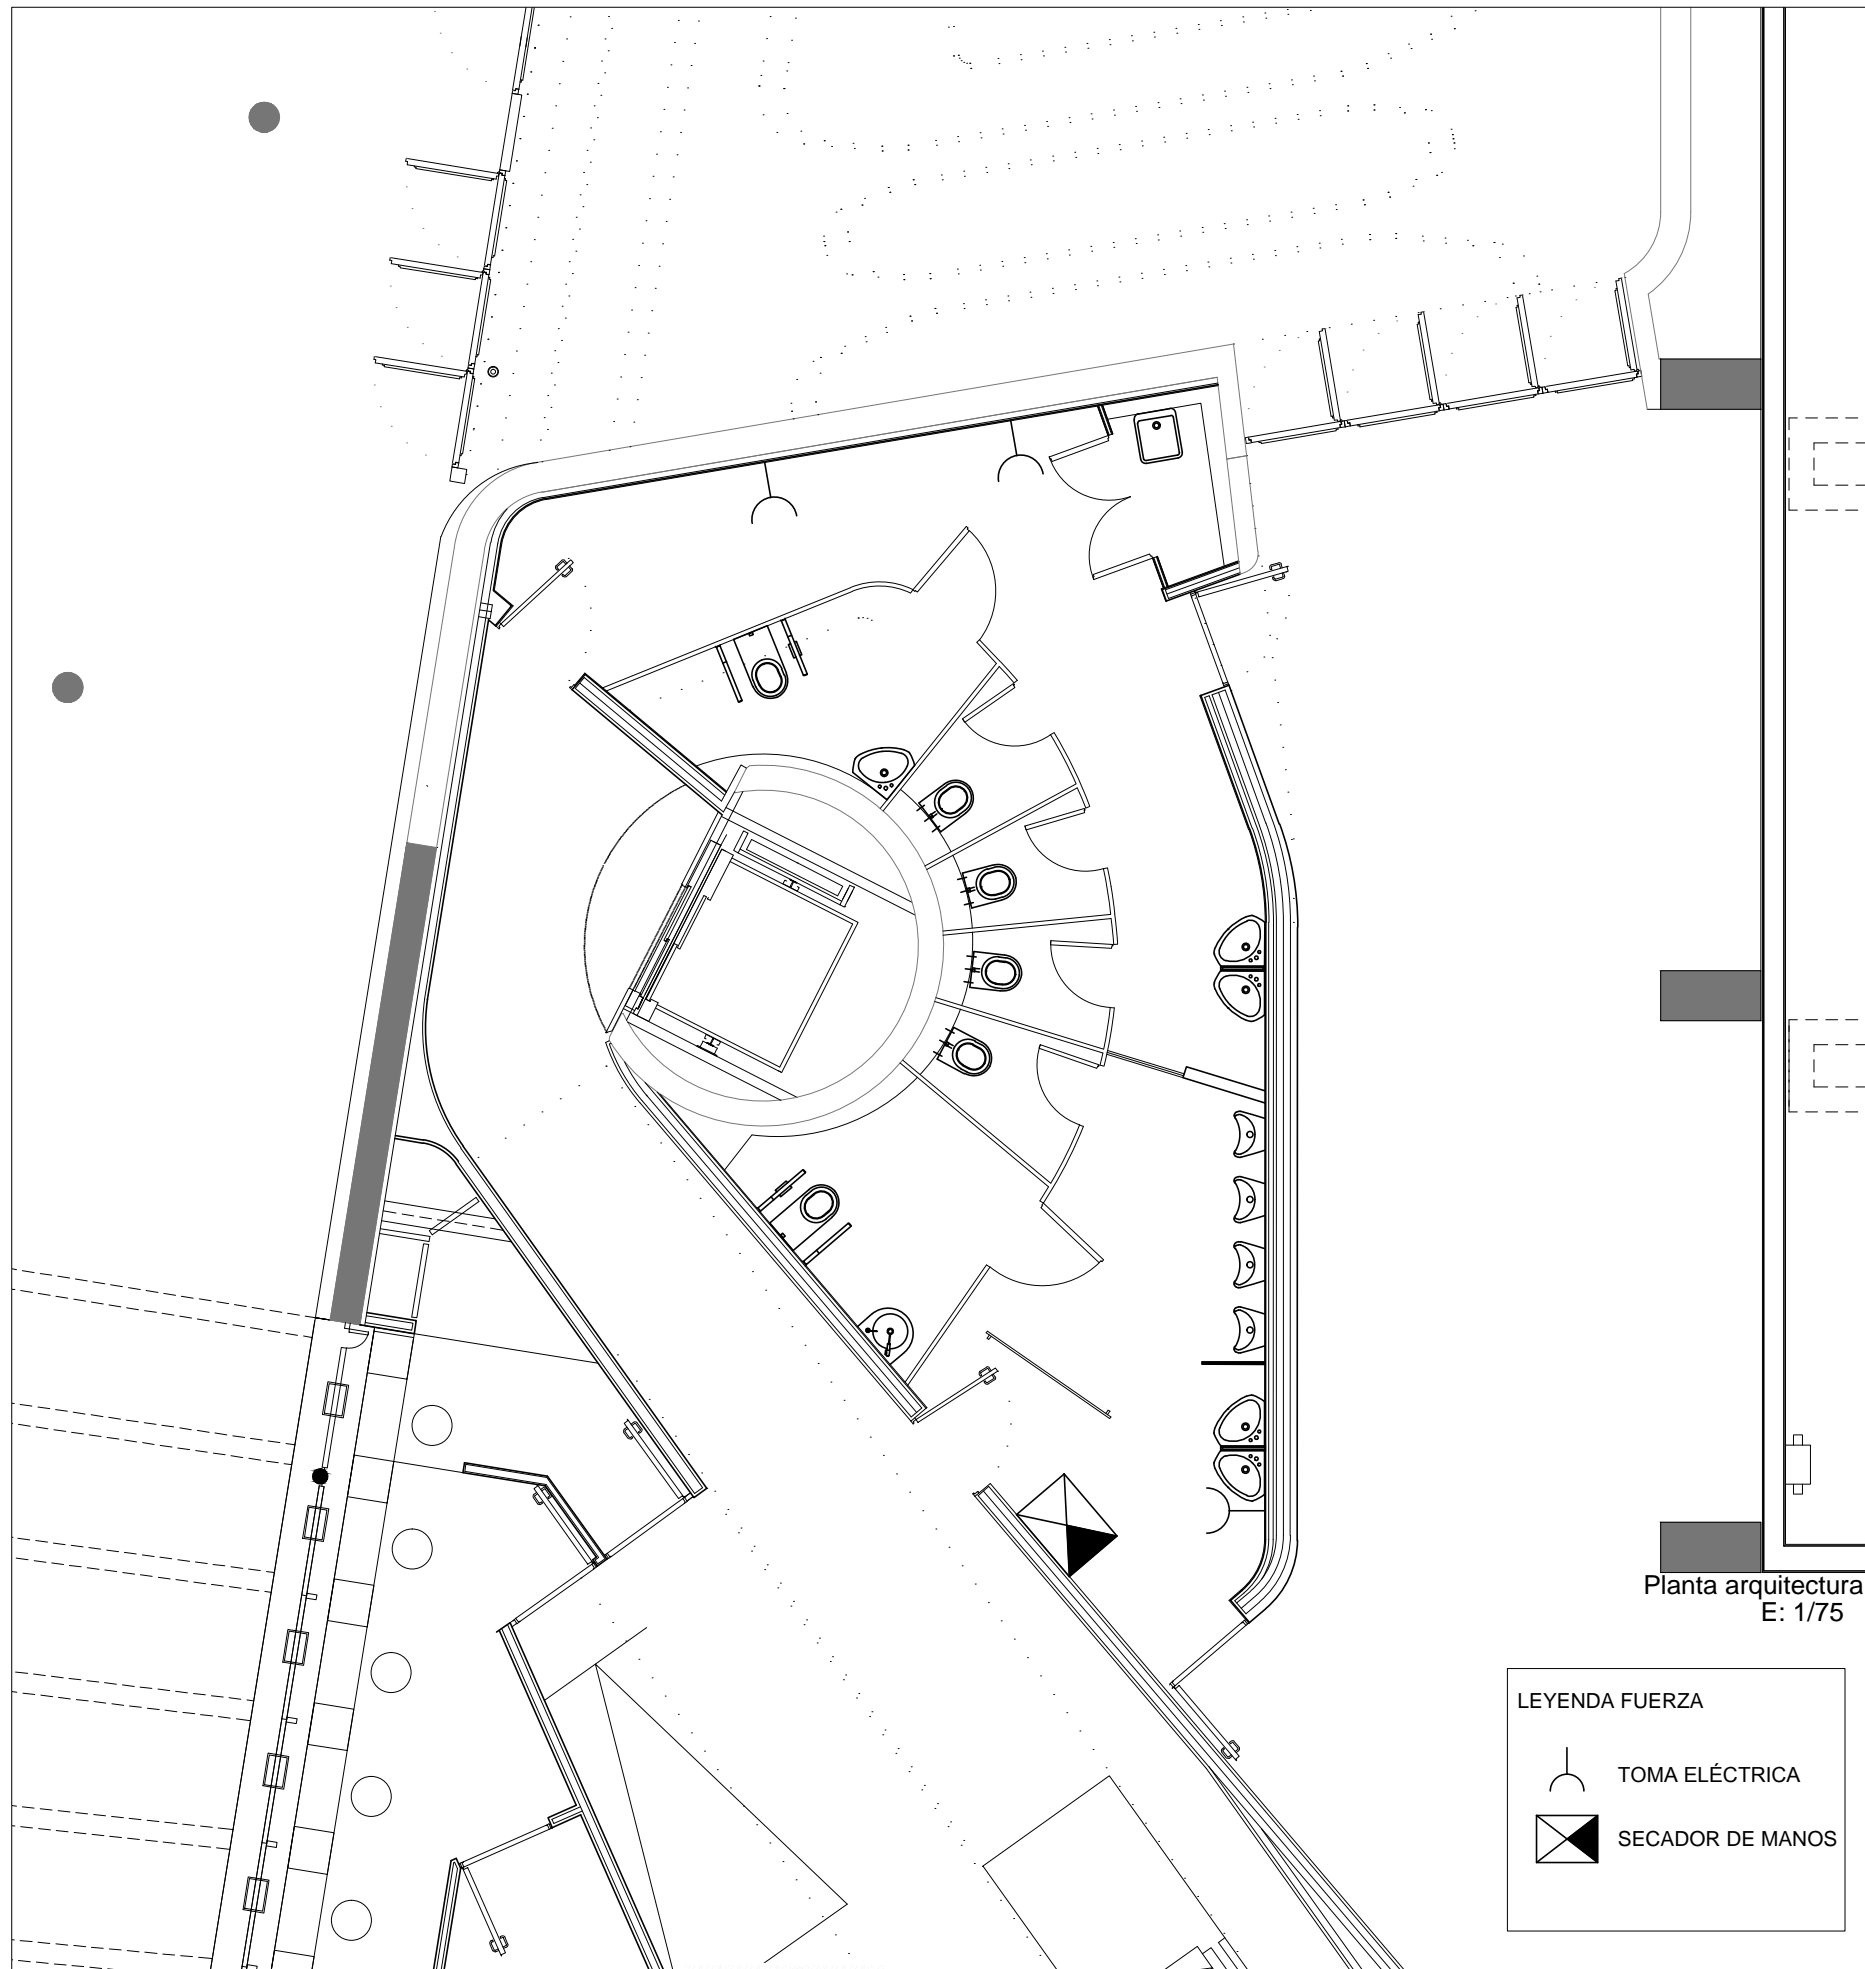 Planta arquitectura
E: 1/75
LEYENDA FUERZA
TOMA ELÉCTRICA
SECADOR DE MANOS